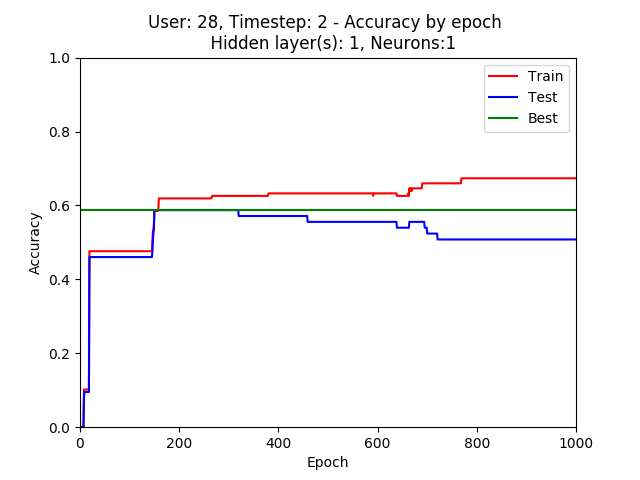 User: 28, Timestep: 2 - Accuracy by epoch
Hidden layer(s): 1, Neurons:1
Train
Test
Best
1.0
0.8
0.6
0.4
0.2
0.0
Accuracy
0 200 400 600 800 1000
Epoch